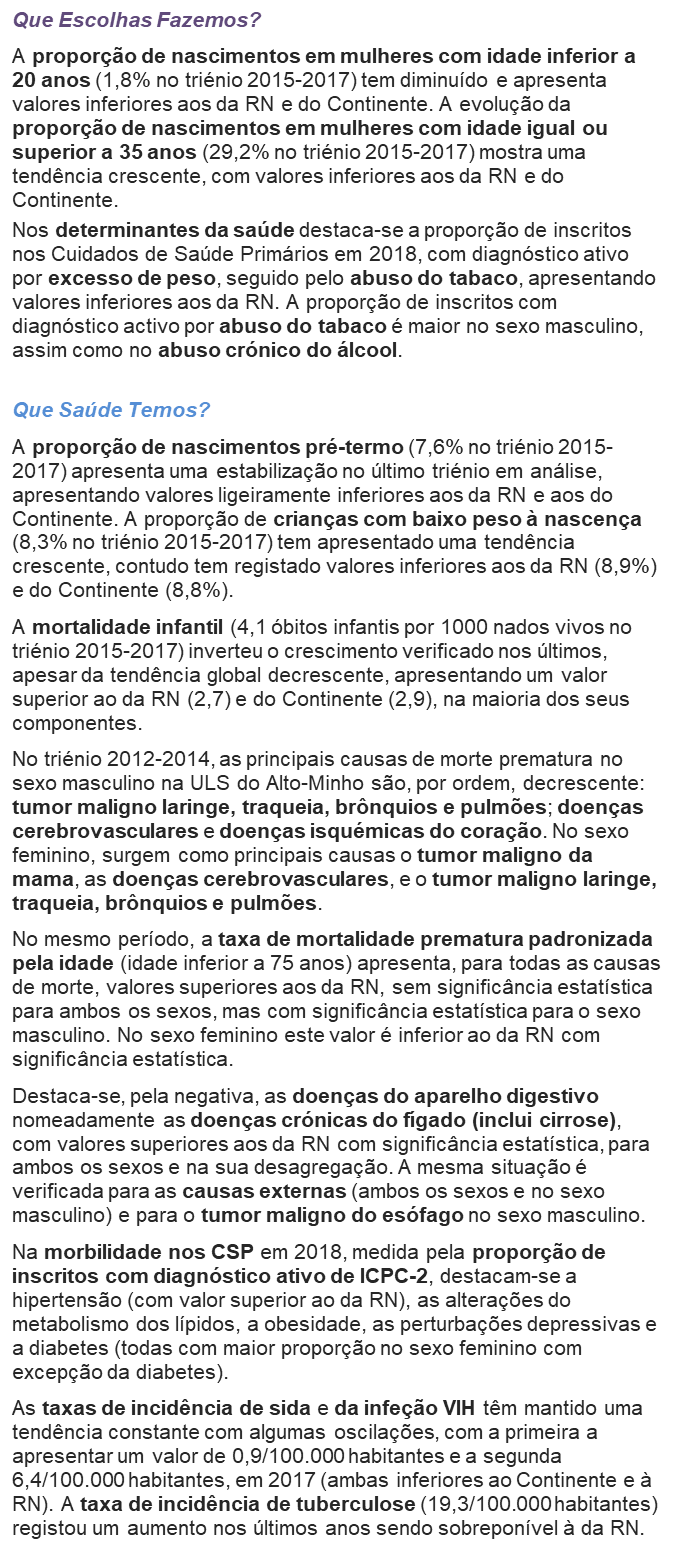 Que Escolhas Fazemos?
A proporção de nascimentos em mulheres com idade inferior a
20 anos (1,8% no triénio 2015-2017) tem diminuído e apresenta
valores inferiores aos da RN e do Continente. A evolução da
proporção de nascimentos em mulheres com idade igual ou
superior a 35 anos (29,2% no triénio 2015-2017) mostra uma
tendência crescente, com valores inferiores aos da RN e do
Continente.
Nos determinantes da saúde destaca-se a proporção de inscritos
nos Cuidados de Saúde Primários em 2018, com diagnóstico ativo
por excesso de peso, seguido pelo abuso do tabaco, apresentando
valores inferiores aos da RN. A proporção de inscritos com
diagnóstico activo por abuso do tabaco é maior no sexo masculino,
assim como no abuso crónico do álcool.
Que Saúde Temos?
A proporção de nascimentos pré-termo (7,6% no triénio 2015-
2017) apresenta uma estabilização no último triénio em análise,
apresentando valores ligeiramente inferiores aos da RN e aos do
Continente. A proporção de crianças com baixo peso à nascença
(8,3% no triénio 2015-2017) tem apresentado uma tendência
crescente, contudo tem registado valores inferiores aos da RN (8,9%)
e do Continente (8,8%).
A mortalidade infantil (4,1 óbitos infantis por 1000 nados vivos no
triénio 2015-2017) inverteu o crescimento verificado nos últimos,
apesar da tendência global decrescente, apresentando um valor
superior ao da RN (2,7) e do Continente (2,9), na maioria dos seus
componentes.
No triénio 2012-2014, as principais causas de morte prematura no
sexo masculino na ULS do Alto-Minho são, por ordem, decrescente:
tumor maligno laringe, traqueia, brônquios e pulmões; doenças
cerebrovasculares e doenças isquémicas do coração. No sexo
feminino, surgem como principais causas o tumor maligno da
mama, as doenças cerebrovasculares, e o tumor maligno laringe,
traqueia, brônquios e pulmões.
No mesmo período, a taxa de mortalidade prematura padronizada
pela idade (idade inferior a 75 anos) apresenta, para todas as causas
de morte, valores superiores aos da RN, sem significância estatística
para ambos os sexos, mas com significância estatística para o sexo
masculino. No sexo feminino este valor é inferior ao da RN com
significância estatística.
Destaca-se, pela negativa, as doenças do aparelho digestivo
nomeadamente as doenças crónicas do fígado (inclui cirrose),
com valores superiores aos da RN com significância estatística, para
ambos os sexos e na sua desagregação. A mesma situação é
verificada para as causas externas (ambos os sexos e no sexo
masculino) e para o tumor maligno do esófago no sexo masculino.
Na morbilidade nos CSP em 2018, medida pela proporção de
inscritos com diagnóstico ativo de ICPC-2, destacam-se a
hipertensão (com valor superior ao da RN), as alterações do
metabolismo dos lípidos, a obesidade, as perturbações depressivas e
a diabetes (todas com maior proporção no sexo feminino com
excepção da diabetes).
As taxas de incidência de sida e da infeção VIH têm mantido uma
tendência constante com algumas oscilações, com a primeira a
apresentar um valor de 0,9/100.000 habitantes e a segunda
6,4/100.000 habitantes, em 2017 (ambas inferiores ao Continente e à
RN). A taxa de incidência de tuberculose (19,3/100.000 habitantes)
registou um aumento nos últimos anos sendo sobreponível à da RN.